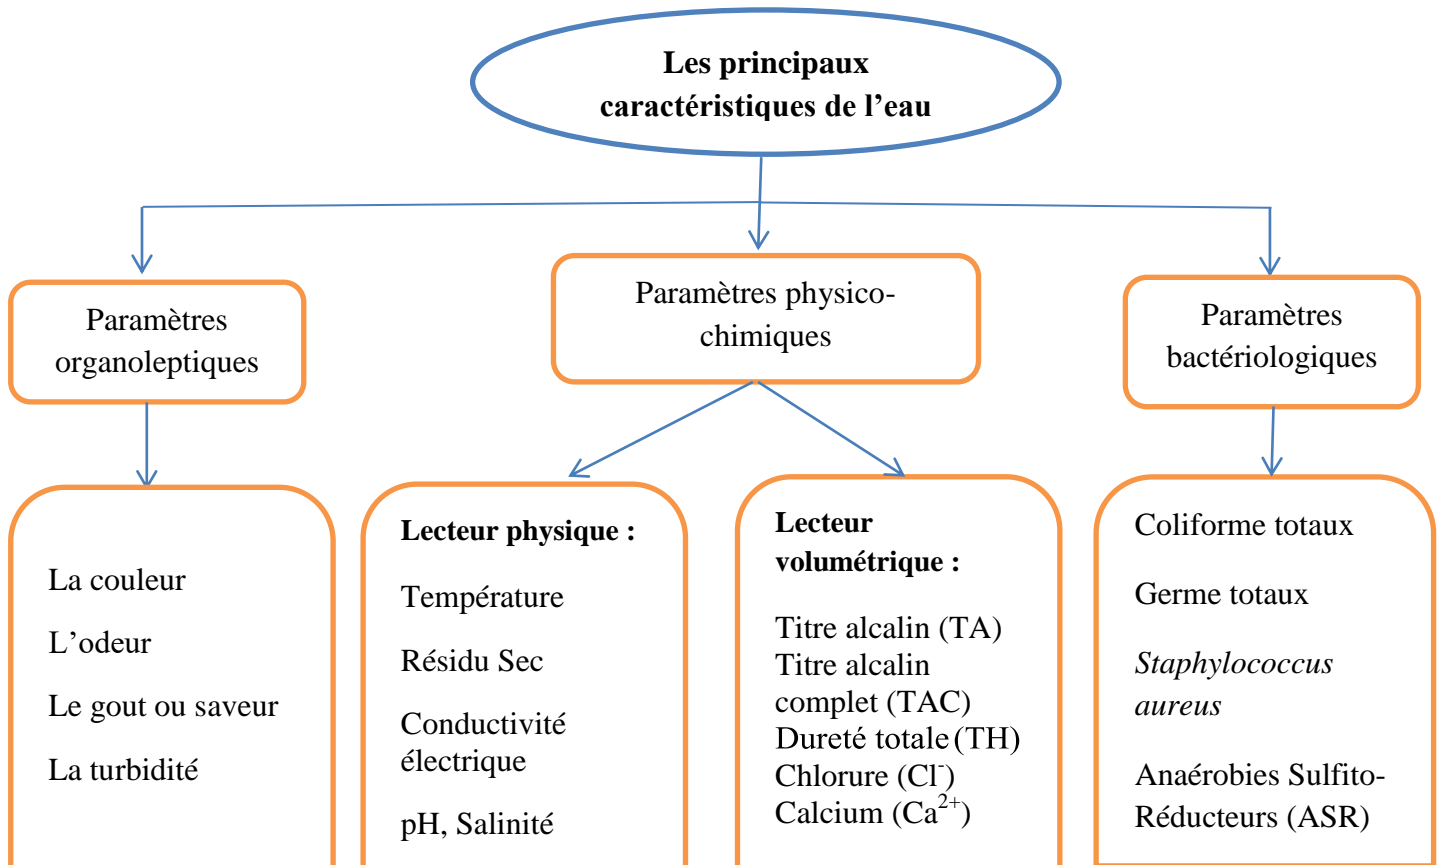 Les principaux
caractéristiques de l’eau
Paramètres
organoleptiques
Paramètres physico-
chimiques
Paramètres
bactériologiques
La couleur
L’odeur
Le gout ou saveur
La turbidité
Lecteur physique :
Température
Résidu Sec
Conductivité
électrique
pH, Salinité
Lecteur
volumétrique :
Titre alcalin (TA)
Titre alcalin
complet (TAC)
Dureté totale (TH)
Chlorure (Cl⁻)
Calcium (Ca²⁺)
Coliforme totaux
Germe totaux
Staphylococcus
aureus
Anaérobies Sulfito-
Réducteurs (ASR)